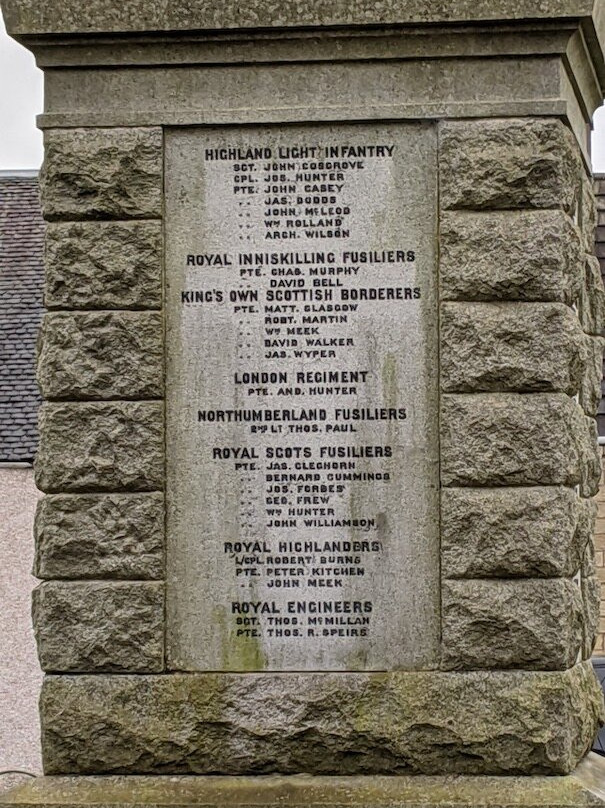 HIGHLAND LIGHT INFANTRY
SGT. JOHN COSGROVE
CPL. JOS. HUNTER
PTE. JOHN CASEY
.. JAS. DODDS
.. JOHN McLEOD
.. Wm ROLLAND
.. ARCH. WILSON
ROYAL INNISKILLING FUSILIERS
PTE. CHAS. MURPHY
.. DAVID BELL
KING'S OWN SCOTTISH BORDERERS
PTE. MATT. GLASGOW
.. ROBT. MARTIN
.. Wm MEEK
.. DAVID WALKER
.. JAS. WYPER
LONDON REGIMENT
PTE. AND. HUNTER
NORTHUMBERLAND FUSILIERS
2ND LT THOS. PAUL
ROYAL SCOTS FUSILIERS
PTE. JAS. CLEGHORN
.. BERNARD CUMMINGS
.. JOS. FORBES
.. GEO. FREW
.. Wm HUNTER
.. JOHN WILLIAMSON
ROYAL HIGHLANDERS
L/CPL. ROBERT BURNS
PTE. PETER KITCHEN
.. JOHN MEEK
ROYAL ENGINEERS
SGT. THOS. McMILLAN
PTE. THOS. R. SPEIRS